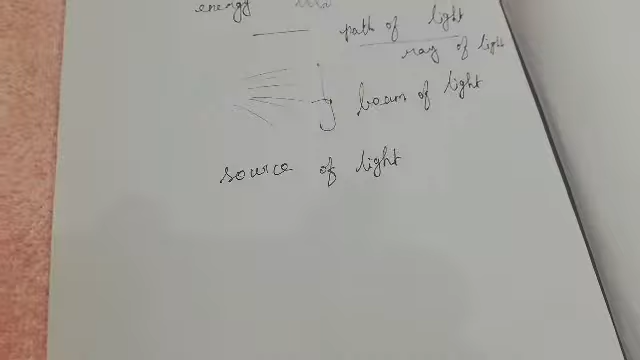 energy
path of light
ray of light
beam of light
source of light